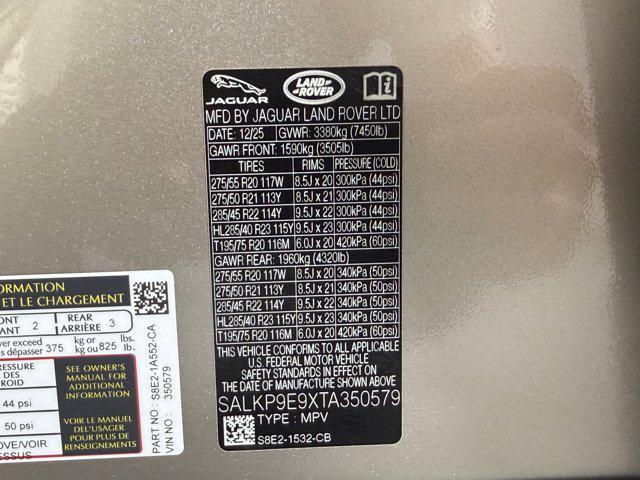 JAGUAR
LAND ROVER
MFD BY JAGUAR LAND ROVER LTD
DATE: 12/25 GVWR: 3380kg (7450lb)
GAWR FRONT: 1590kg (3505lb)
TIRES RIMS PRESSURE (COLD)
275/55 R20 117W 8.5J x 20 300kPa (44psi)
275/50 R21 113Y 8.5J x 21 300kPa (44psi)
285/45 R22 114Y 9.5J x 22 300kPa (44psi)
HL285/40 R23 115Y 9.5J x 23 300kPa (44psi)
T195/75 R20 116M 6.0J x 20 420kPa (60psi)
GAWR REAR: 1960kg (4320lb)
275/55 R20 117W 8.5J x 20 340kPa (50psi)
275/50 R21 113Y 8.5J x 21 340kPa (50psi)
285/45 R22 114Y 9.5J x 22 340kPa (50psi)
HL285/40 R23 115Y 9.5J x 23 340kPa (50psi)
T195/75 R20 116M 6.0J x 20 420kPa (60psi)
THIS VEHICLE CONFORMS TO ALL APPLICABLE
U.S. FEDERAL MOTOR VEHICLE
SAFETY STANDARDS IN EFFECT ON
THE DATE OF MANUFACTURE SHOWN ABOVE
SALKP9E9XTA350579
TYPE : MPV
S8E2-1532-CB
INFORMATION
ET LE CHARGEMENT
ONT 2 REAR 3
ANT ARRIÈRE
ver exceed 375 kg or 825 lbs.
s dépasser kg ou lb.
RESSURE
DES
ROID
44 psi
50 psi
OVE/VOIR
ESSUS
SEE OWNER'S
MANUAL FOR
ADDITIONAL
INFORMATION
VOIR LE MANUEL
DEL'USAGER
POUR PLUS DE
RENSEIGNEMENTS
PART NO : S8E2-1A552-CA
VIN NO : 350579